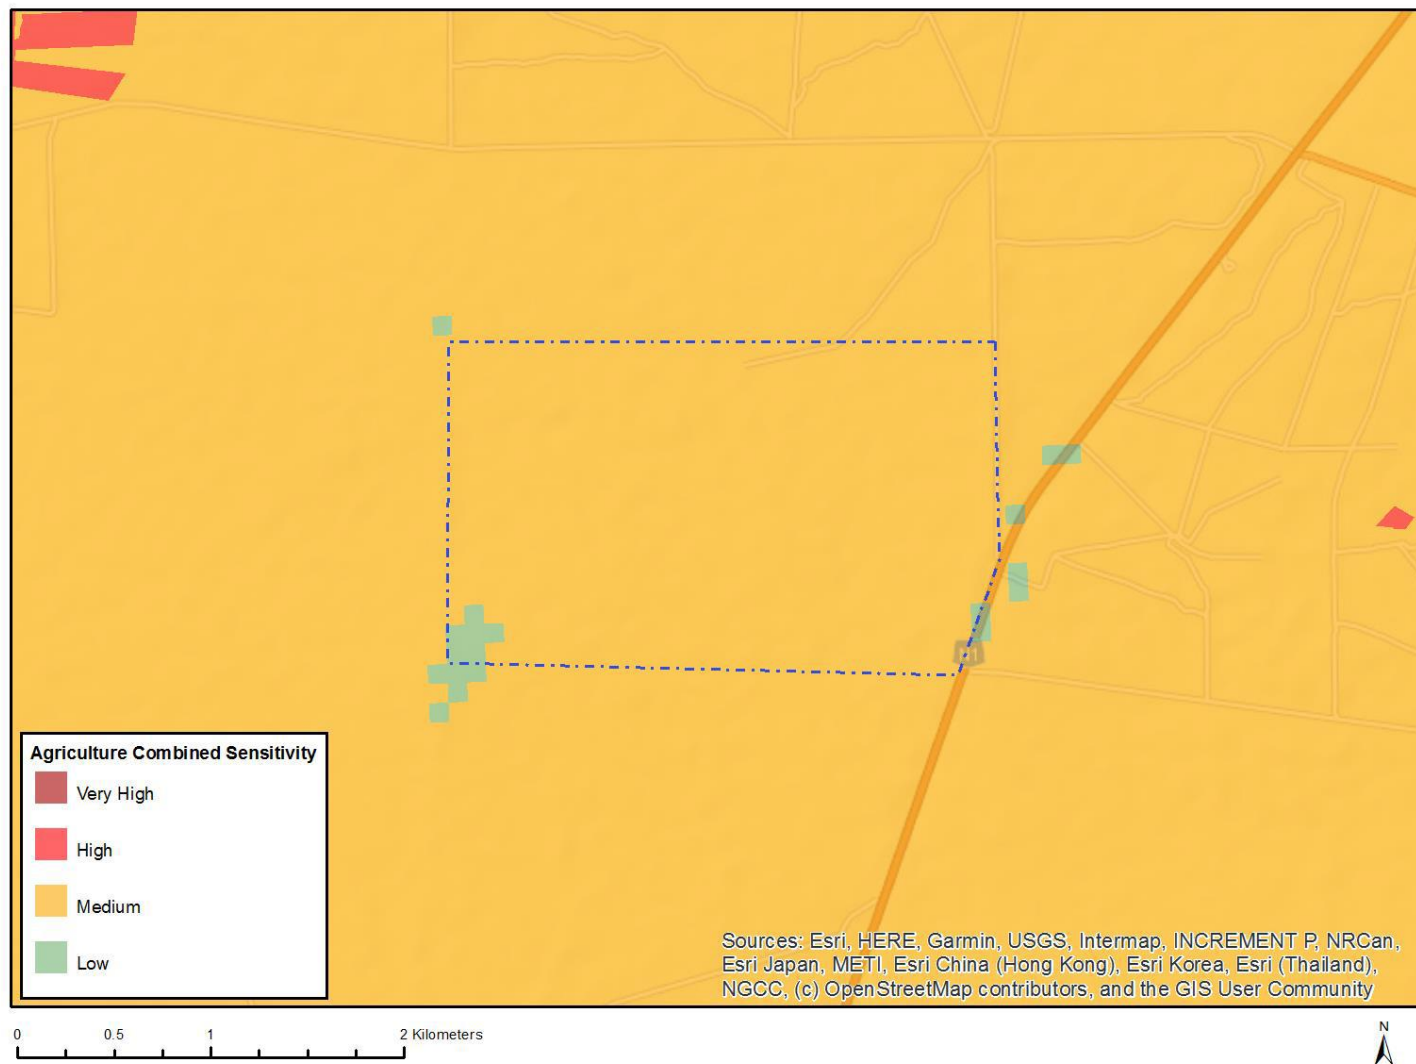 Agriculture Combined Sensitivity
Very High
High
Medium
Low
Sources: Esri, HERE, Garmin, USGS, Intermap, INCREMENT P, NRCan,
Esri Japan, METI, Esri China (Hong Kong), Esri Korea, Esri (Thailand),
NGCC, (c) OpenStreetMap contributors, and the GIS User Community
0 0.5 1 2 Kilometers
N